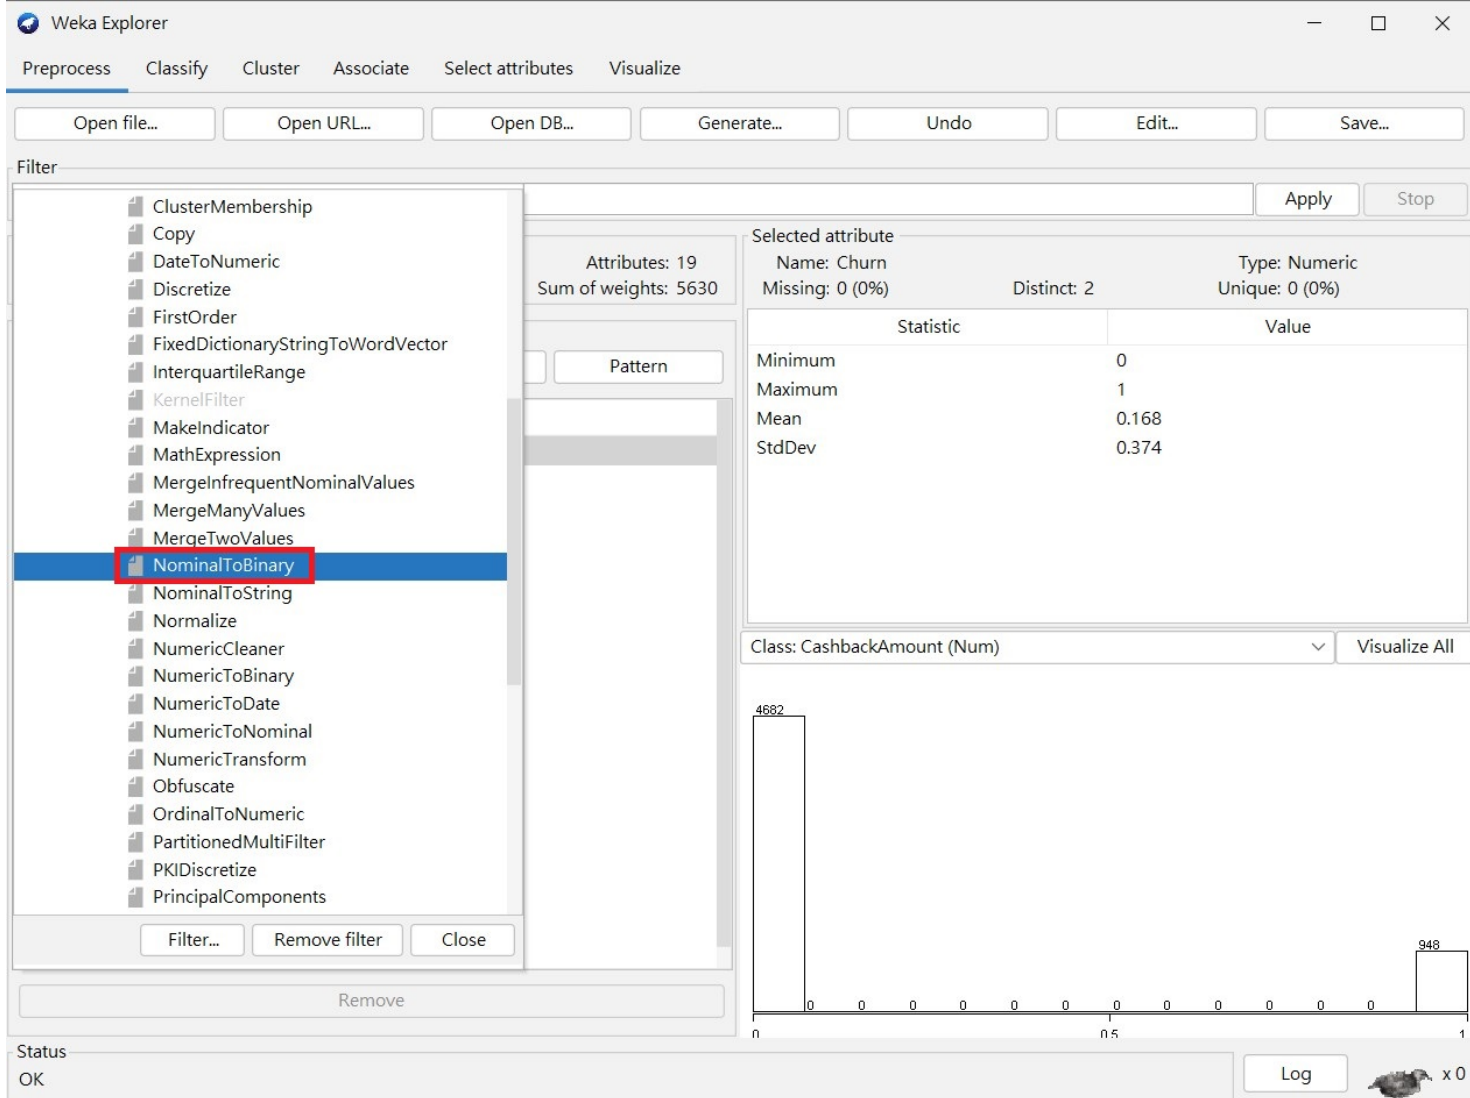 Weka Explorer
Preprocess Classify Cluster Associate Select attributes Visualize
Open file... Open URL... Open DB... Generate... Undo Edit... Save...
Filter
Apply Stop
ClusterMembership
Copy
DateToNumeric
Discretize
FirstOrder
FixedDictionaryStringToWordVector
InterquartileRange
KernelFilter
MakeIndicator
MathExpression
MergeInfrequentNominalValues
MergeManyValues
MergeTwoValues
NominalToBinary
NominalToString
Normalize
NumericCleaner
NumericToBinary
NumericToDate
NumericToNominal
NumericTransform
Obfuscate
OrdinalToNumeric
PartitionedMultiFilter
PKIDiscretize
PrincipalComponents
Filter... Remove filter Close
Attributes: 19
Sum of weights: 5630
Pattern
Remove
Selected attribute
Name: Churn Type: Numeric
Missing: 0 (0%) Distinct: 2 Unique: 0 (0%)
Statistic Value
Minimum 0
Maximum 1
Mean 0.168
StdDev 0.374
Class: CashbackAmount (Num) Visualize All
4682
948
0 0 0 0 0 0 0 0 0 0 0 0
0 0.5 1
Status
OK
Log x 0